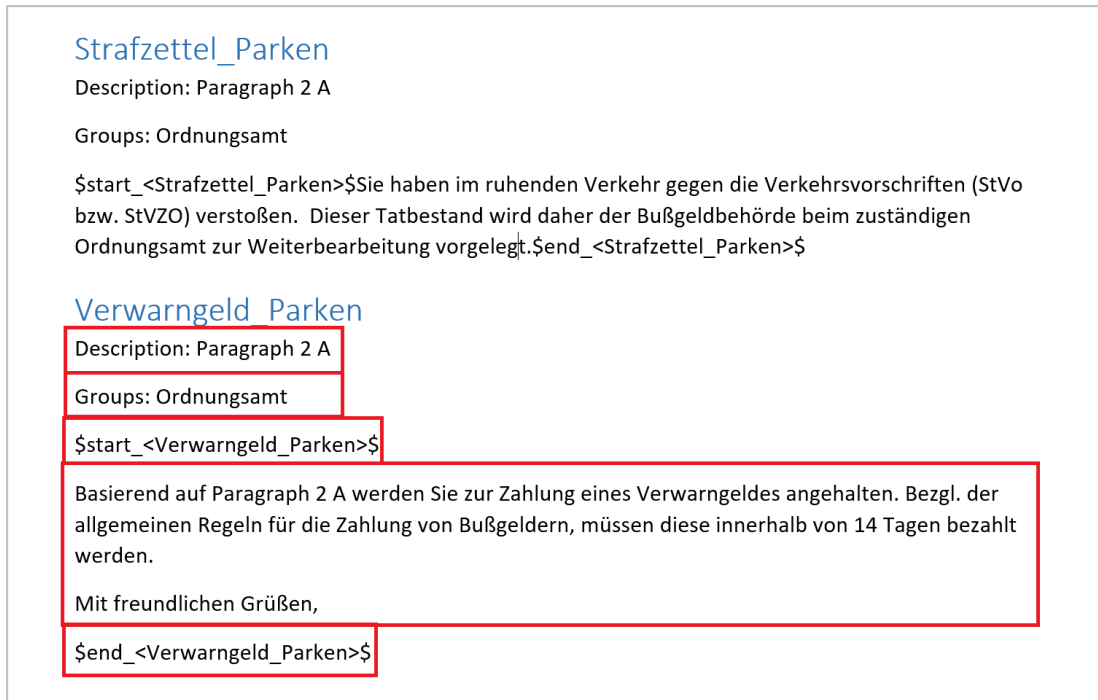 Strafzettel_Parken
Description: Paragraph 2 A
Groups: Ordnungsamt
$start_<Strafzettel_Parken>$Sie haben im ruhenden Verkehr gegen die Verkehrsvorschriften (StVo
bzw. StVZO) verstoßen.  Dieser Tatbestand wird daher der Bußgeldbehörde beim zuständigen
Ordnungsamt zur Weiterbearbeitung vorgelegt.$end_<Strafzettel_Parken>$
Verwarngeld_Parken
Description: Paragraph 2 A
Groups: Ordnungsamt
$start_<Verwarngeld_Parken>$
Basierend auf Paragraph 2 A werden Sie zur Zahlung eines Verwarngeldes angehalten. Bezgl. der
allgemeinen Regeln für die Zahlung von Bußgeldern, müssen diese innerhalb von 14 Tagen bezahlt
werden.
Mit freundlichen Grüßen,
$end_<Verwarngeld_Parken>$